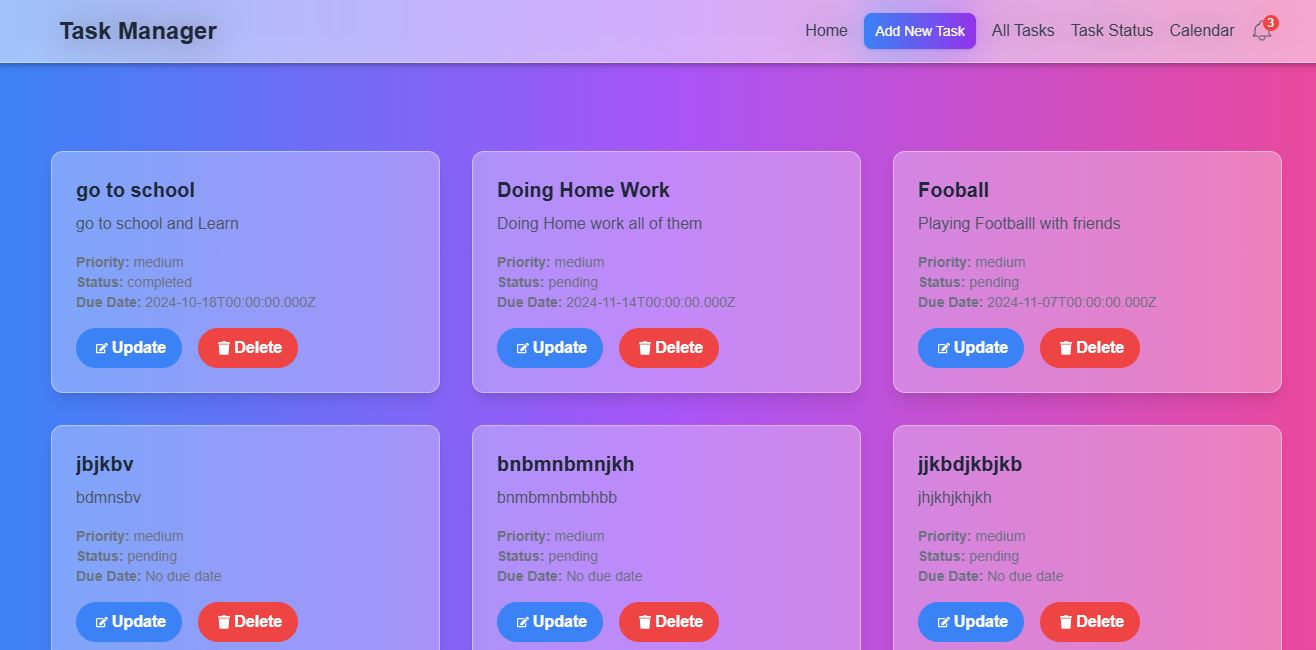 Task Manager
Home
Add New Task
All Tasks
Task Status
Calendar
3
go to school
go to school and Learn
Priority: medium
Status: completed
Due Date: 2024-10-18T00:00:00.000Z
Update
Delete
Doing Home Work
Doing Home work all of them
Priority: medium
Status: pending
Due Date: 2024-11-14T00:00:00.000Z
Update
Delete
Fooball
Playing Footballl with friends
Priority: medium
Status: pending
Due Date: 2024-11-07T00:00:00.000Z
Update
Delete
jbjkbv
bdmnsbv
Priority: medium
Status: pending
Due Date: No due date
Update
Delete
bnbmnbmnjkh
bnmbmnbmbhbb
Priority: medium
Status: pending
Due Date: No due date
Update
Delete
jjkbdjkbjkb
jhjkhjkhjkh
Priority: medium
Status: pending
Due Date: No due date
Update
Delete